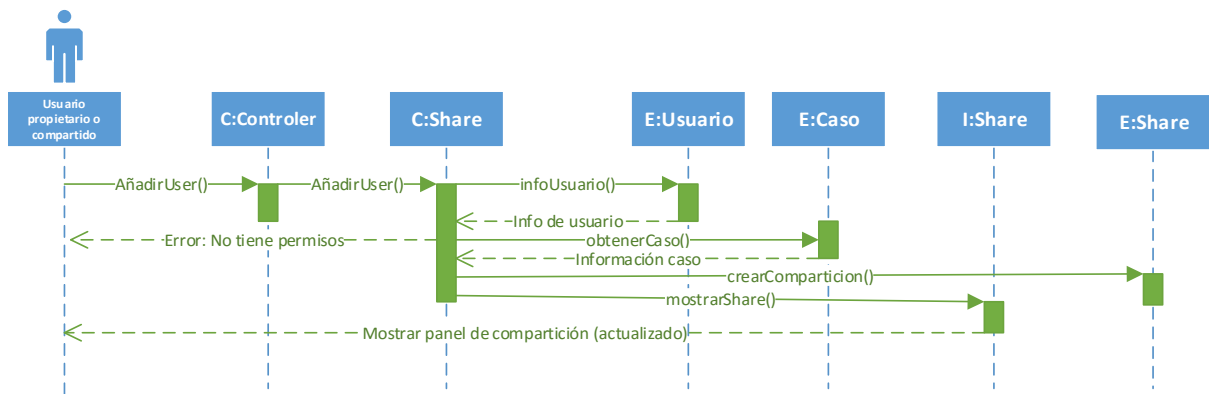 Usuario
propietario o
compartido
C:Controler
C:Share
E:Usuario
E:Caso
I:Share
E:Share
AñadirUser()
AñadirUser()
infoUsuario()
Info de usuario
Error: No tiene permisos
obtenerCaso()
Información caso
crearComparticion()
mostrarShare()
Mostrar panel de compartición (actualizado)